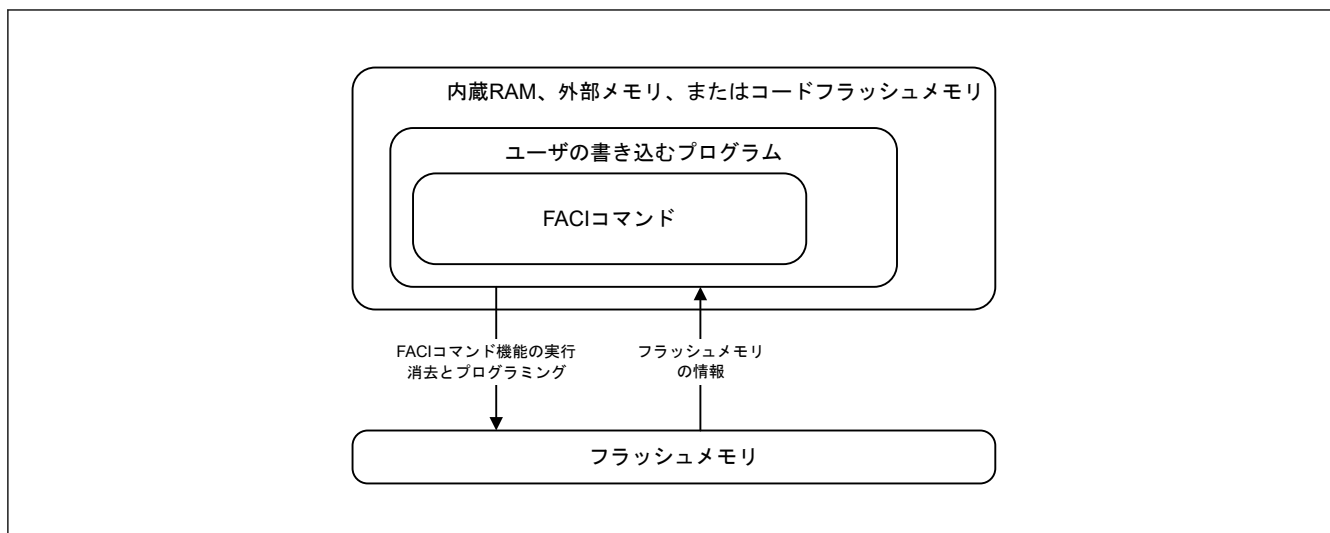 内蔵RAM、外部メモリ、またはコードフラッシュメモリ
ユーザの書き込むプログラム
FACIコマンド
FACIコマンド機能の実行
消去とプログラミング
フラッシュメモリ
の情報
フラッシュメモリ